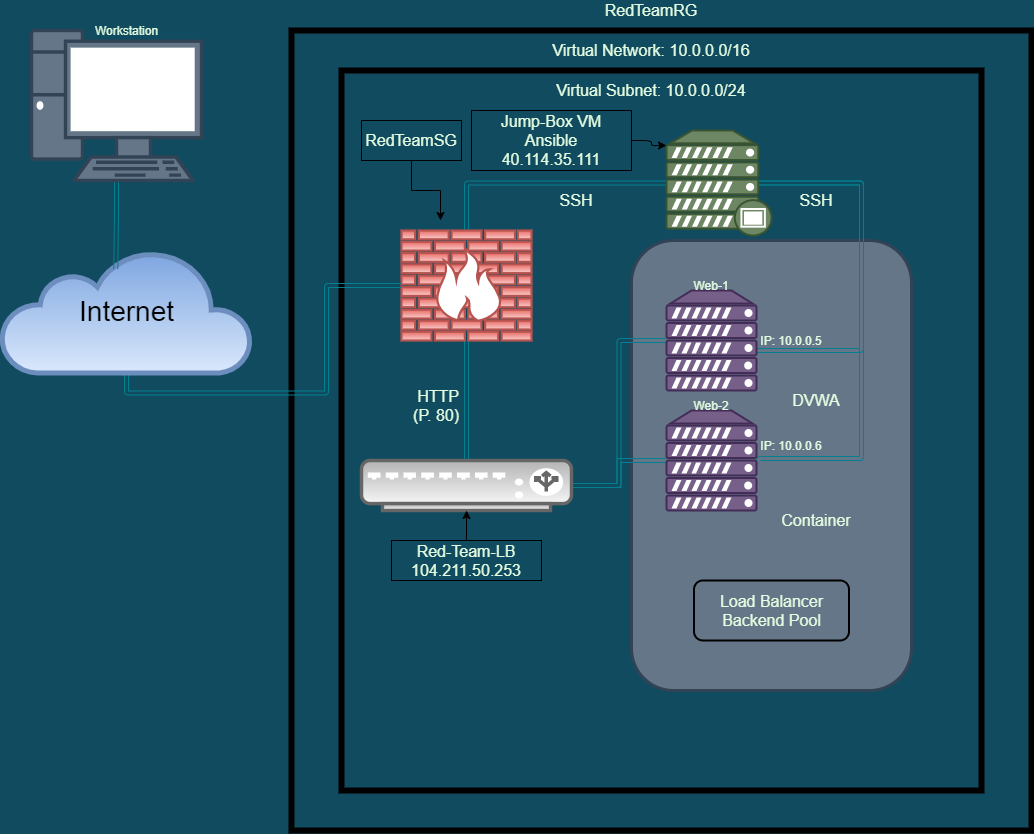 RedTeamRG
Workstation
Virtual Network: 10.0.0.0/16
Virtual Subnet: 10.0.0.0/24
RedTeamSG
Jump-Box VM
Ansible
40.114.35.111
SSH
SSH
Internet
Web-1
IP: 10.0.0.5
HTTP
(P. 80)
DVWA
Web-2
IP: 10.0.0.6
Container
Red-Team-LB
104.211.50.253
Load Balancer
Backend Pool